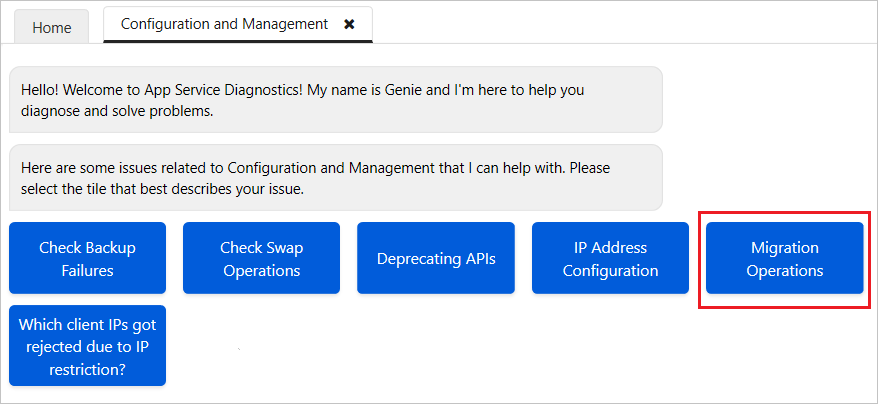 Home
Configuration and Management ✖
Hello! Welcome to App Service Diagnostics! My name is Genie and I'm here to help you
diagnose and solve problems.
Here are some issues related to Configuration and Management that I can help with. Please
select the tile that best describes your issue.
Check Backup
Failures
Check Swap
Operations
Deprecating APIs
IP Address
Configuration
Migration
Operations
Which client IPs got
rejected due to IP
restriction?